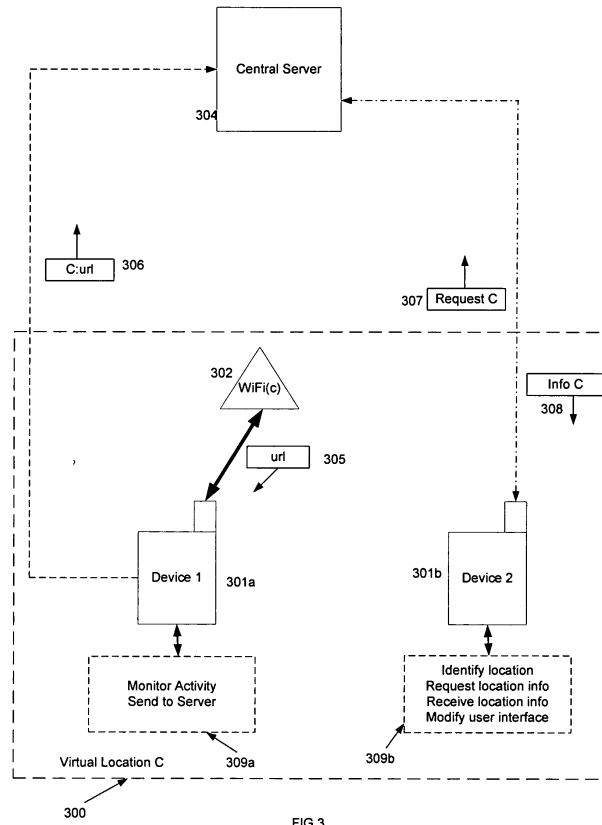 Central Server
304
C:url
306
307
Request C
302
WiFi(c)
Info C
308
url
305
Device 1
301a
301b
Device 2
Monitor Activity
Send to Server
Identify location
Request location info
Receive location info
Modify user interface
Virtual Location C
309a
309b
300
FIG 3